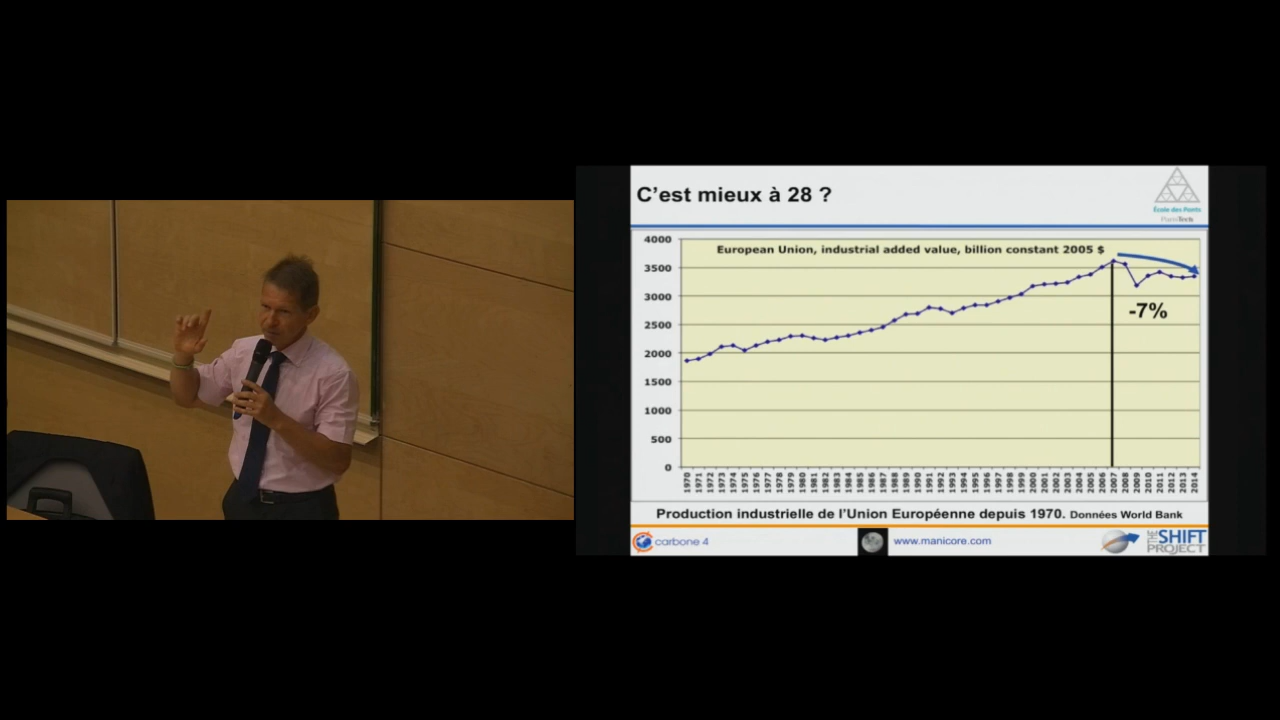 C'est mieux à 28 ?
École des Ponts
ParisTech
European Union, industrial added value, billion constant 2005 $
4000
3500
3000
2500
2000
1500
1000
500
0
-7%
1970 1971 1972 1973 1974 1975 1976 1977 1978 1979 1980 1981 1982 1983 1984 1985 1986 1987 1988 1989 1990 1991 1992 1993 1994 1995 1996 1997 1998 1999 2000 2001 2002 2003 2004 2005 2006 2007 2008 2009 2010 2011 2012 2013 2014
Production industrielle de l'Union Européenne depuis 1970. Données World Bank
carbone 4
www.manicore.com
THE SHIFT
PROJECT